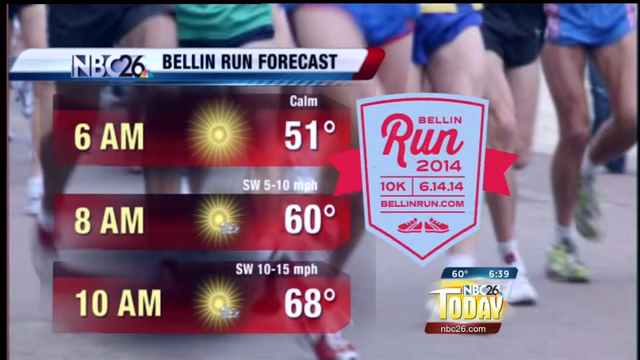 NBC26 BELLIN RUN FORECAST
Calm
6 AM 51°
SW 5-10 mph
8 AM 60°
SW 10-15 mph
10 AM 68°
BELLIN
Run
2014
10K 6.14.14
BELLINRUN.COM
60° 6:39
NBC26
TODAY
nbc26.com